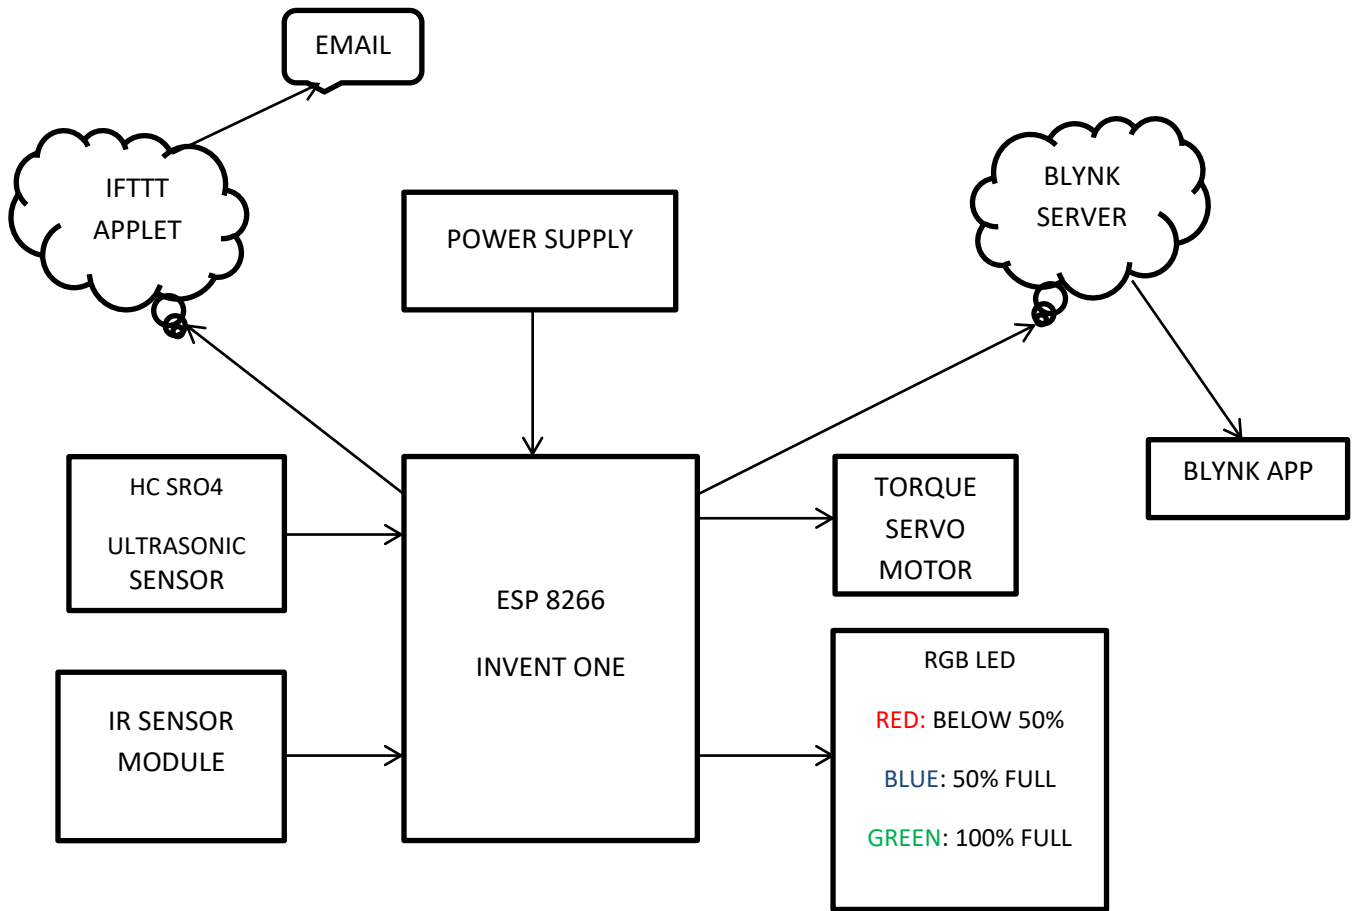 EMAIL
IFTTT
APPLET
POWER SUPPLY
BLYNK
SERVER
BLYNK APP
HC SRO4
ULTRASONIC
SENSOR
ESP 8266
INVENT ONE
TORQUE
SERVO
MOTOR
IR SENSOR
MODULE
RGB LED
RED: BELOW 50%
BLUE: 50% FULL
GREEN: 100% FULL